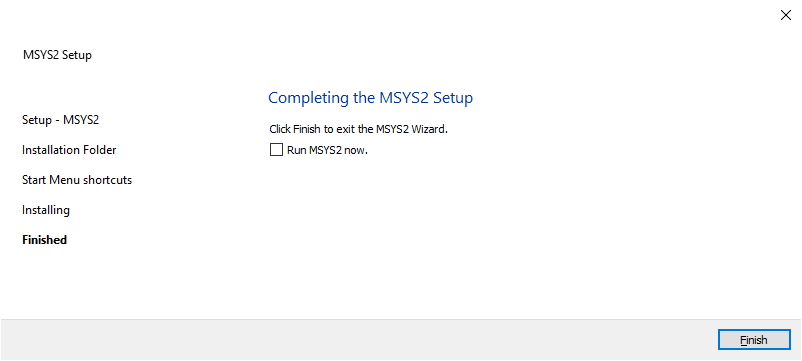 MSYS2 Setup
Setup - MSYS2
Installation Folder
Start Menu shortcuts
Installing
Finished
Completing the MSYS2 Setup
Click Finish to exit the MSYS2 Wizard.
Run MSYS2 now.
Finish